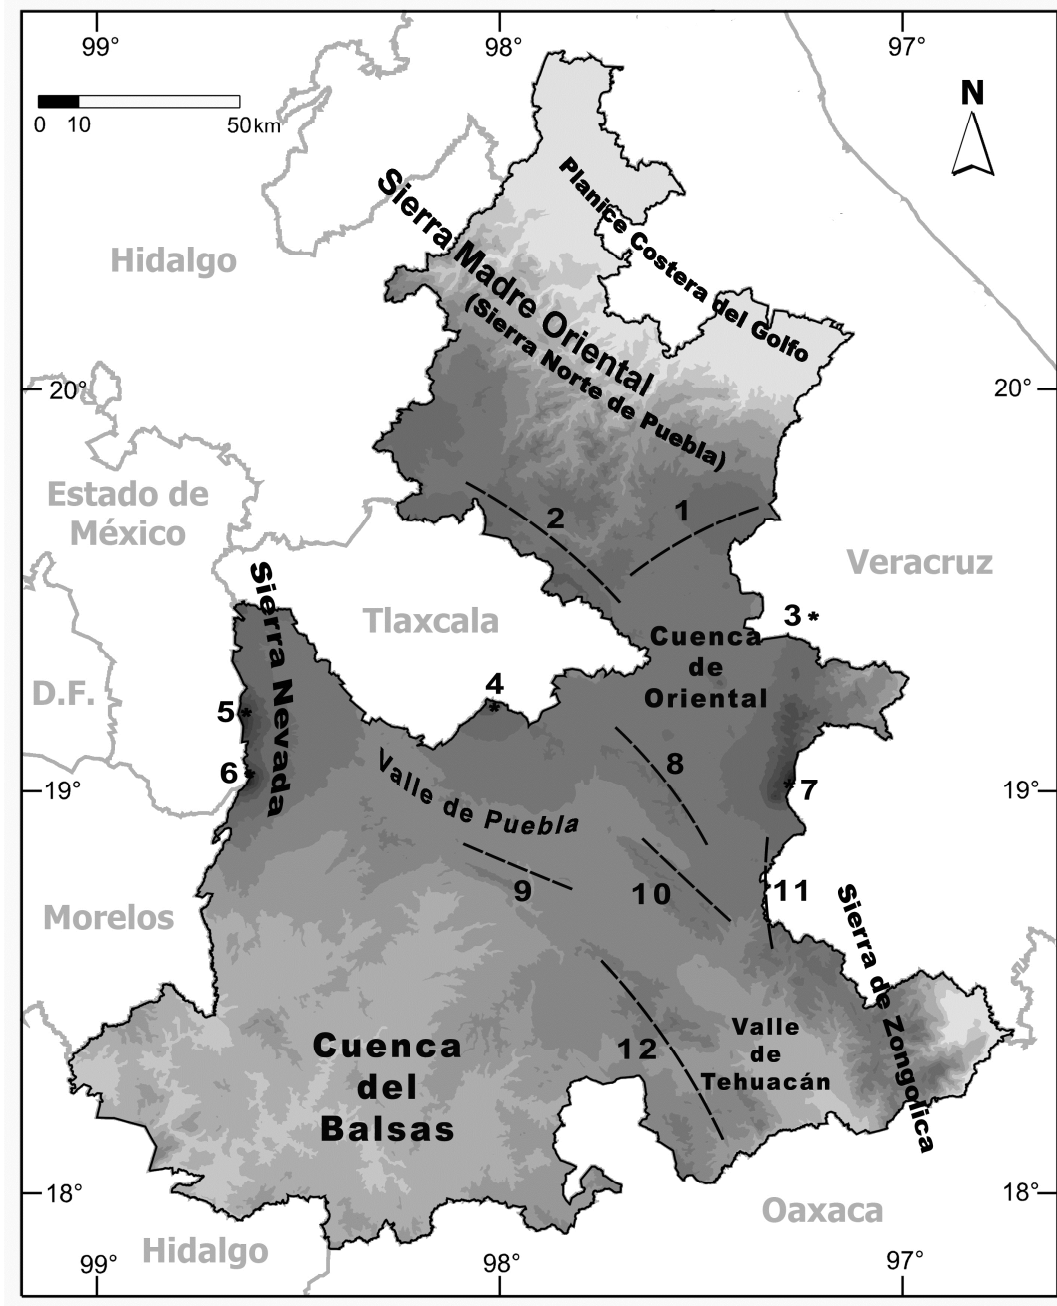 99°
98°
97°
0 10 50 km
N
Planice Costera del Golfo
Sierra Madre Oriental
(Sierra Norte de Puebla)
Hidalgo
20°
20°
Estado de
México
2
1
Veracruz
Sierra Nevada
Tlaxcala
3*
Cuenca
de
Oriental
D.F.
4
*
5*
6*
8
*7
19°
19°
Valle de Puebla
9
10
11
Morelos
Sierra de Zongolica
Cuenca
del
Balsas
12
Valle
de
Tehuacán
18°
18°
Oaxaca
Hidalgo
99°
98°
97°